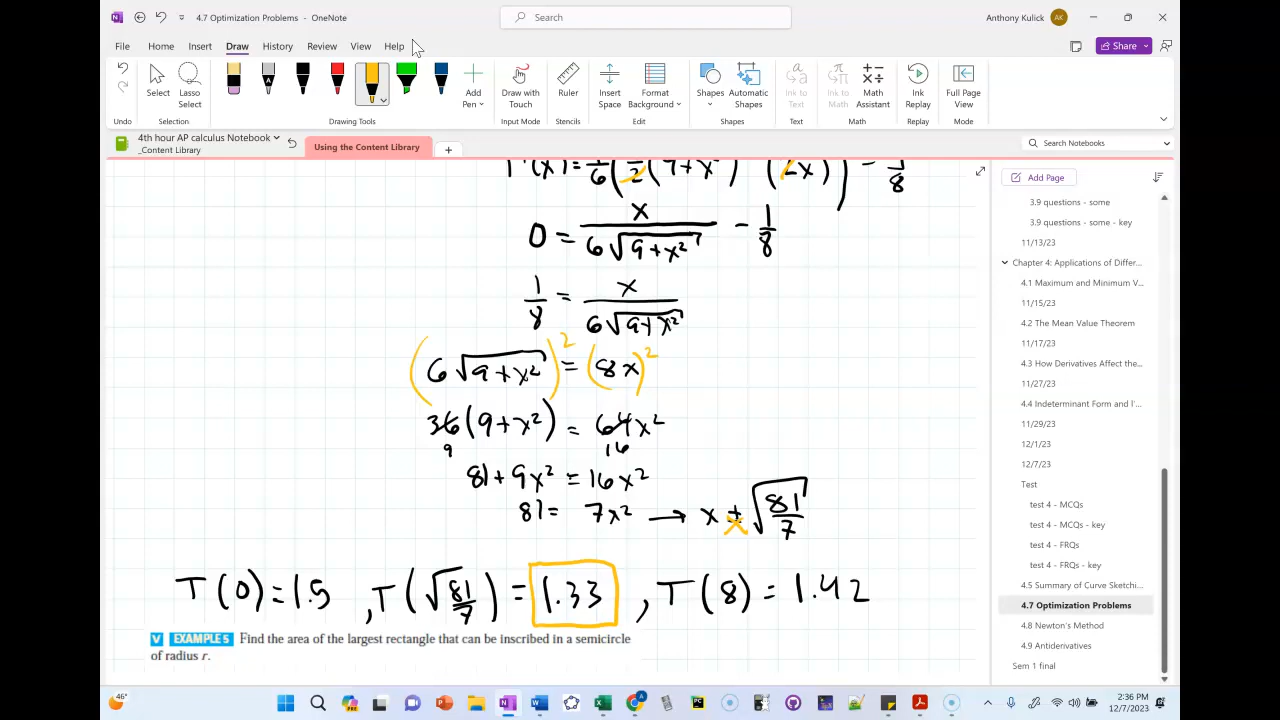 4.7 Optimization Problems - OneNote
Search
Anthony Kulick
AK
File Home Insert Draw History Review View Help
Share
Undo
Select
Lasso Select
Selection
Drawing Tools
Add Pen
Draw with Touch
Input Mode
Ruler
Stencils
Insert Space
Format Background
Edit
Shapes
Automatic Shapes
Shapes
Ink to Text
Text
Ink to Math
Math Assistant
Math
Ink Replay
Replay
Full Page View
Mode
4th hour AP calculus Notebook
_Content Library
Using the Content Library
Search Notebooks
Add Page
3.9 questions - some
3.9 questions - some - key
11/13/23
Chapter 4: Applications of Differ...
4.1 Maximum and Minimum V...
11/15/23
4.2 The Mean Value Theorem
11/17/23
4.3 How Derivatives Affect the...
11/27/23
4.4 Indeterminant Form and l'...
11/29/23
12/1/23
12/7/23
Test
test 4 - MCQs
test 4 - MCQs - key
test 4 - FRQs
test 4 - FRQs - key
4.5 Summary of Curve Sketchi...
4.7 Optimization Problems
4.8 Newton's Method
4.9 Antiderivatives
Sem 1 final
0 = x / 6√(9+x²) - 1/8
1/8 = x / 6√(9+x²)
(6√(9+x²))² = (8x)²
36(9+x²) = 64x²
9 16
81+9x² = 16x²
81 = 7x² → x ± √(81/7)
T(0)=1.5, T(√(81/7)) = 1.33, T(8) = 1.42
V EXAMPLE 5 Find the area of the largest rectangle that can be inscribed in a semicircle
of radius r.
46°
2:36 PM
12/7/2023